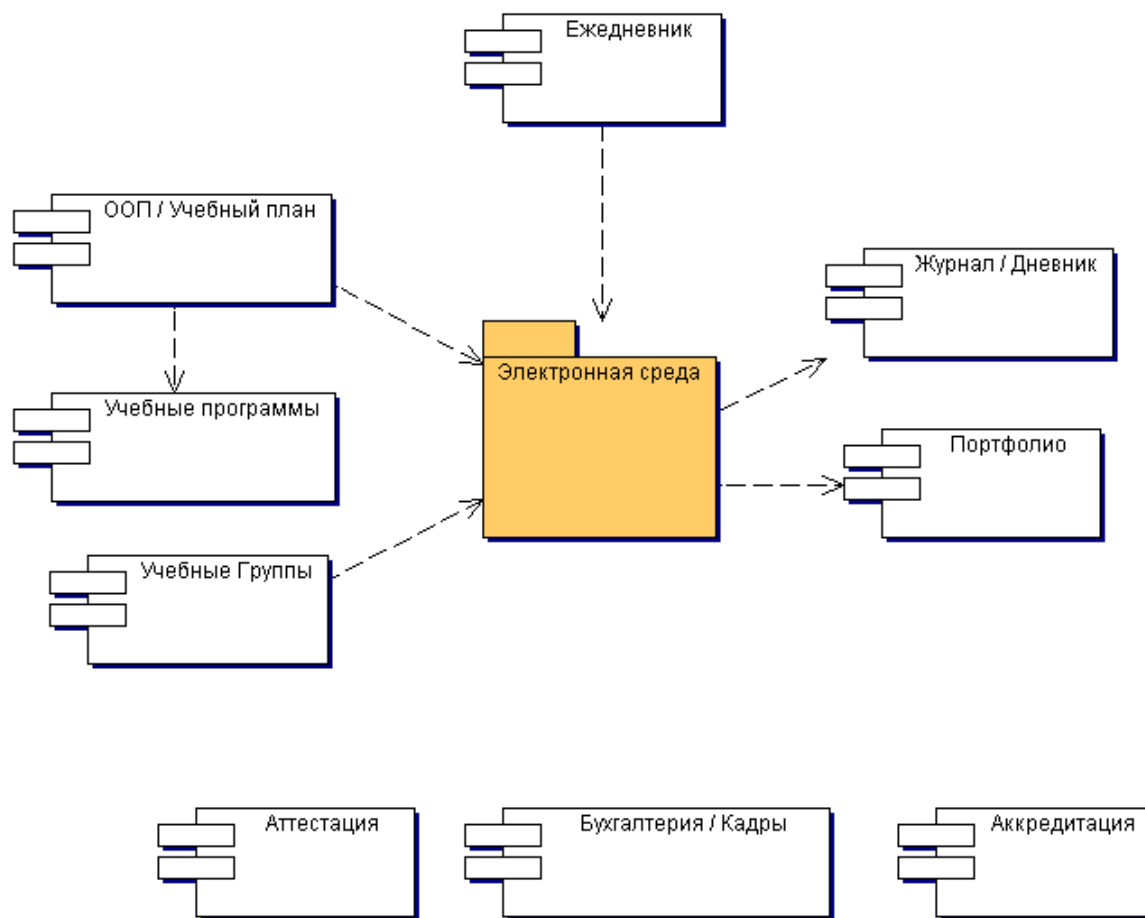 Ежедневник
ООП / Учебный план
Журнал / Дневник
Электронная среда
Учебные программы
Портфолио
Учебные Группы
Аттестация
Бухгалтерия / Кадры
Аккредитация